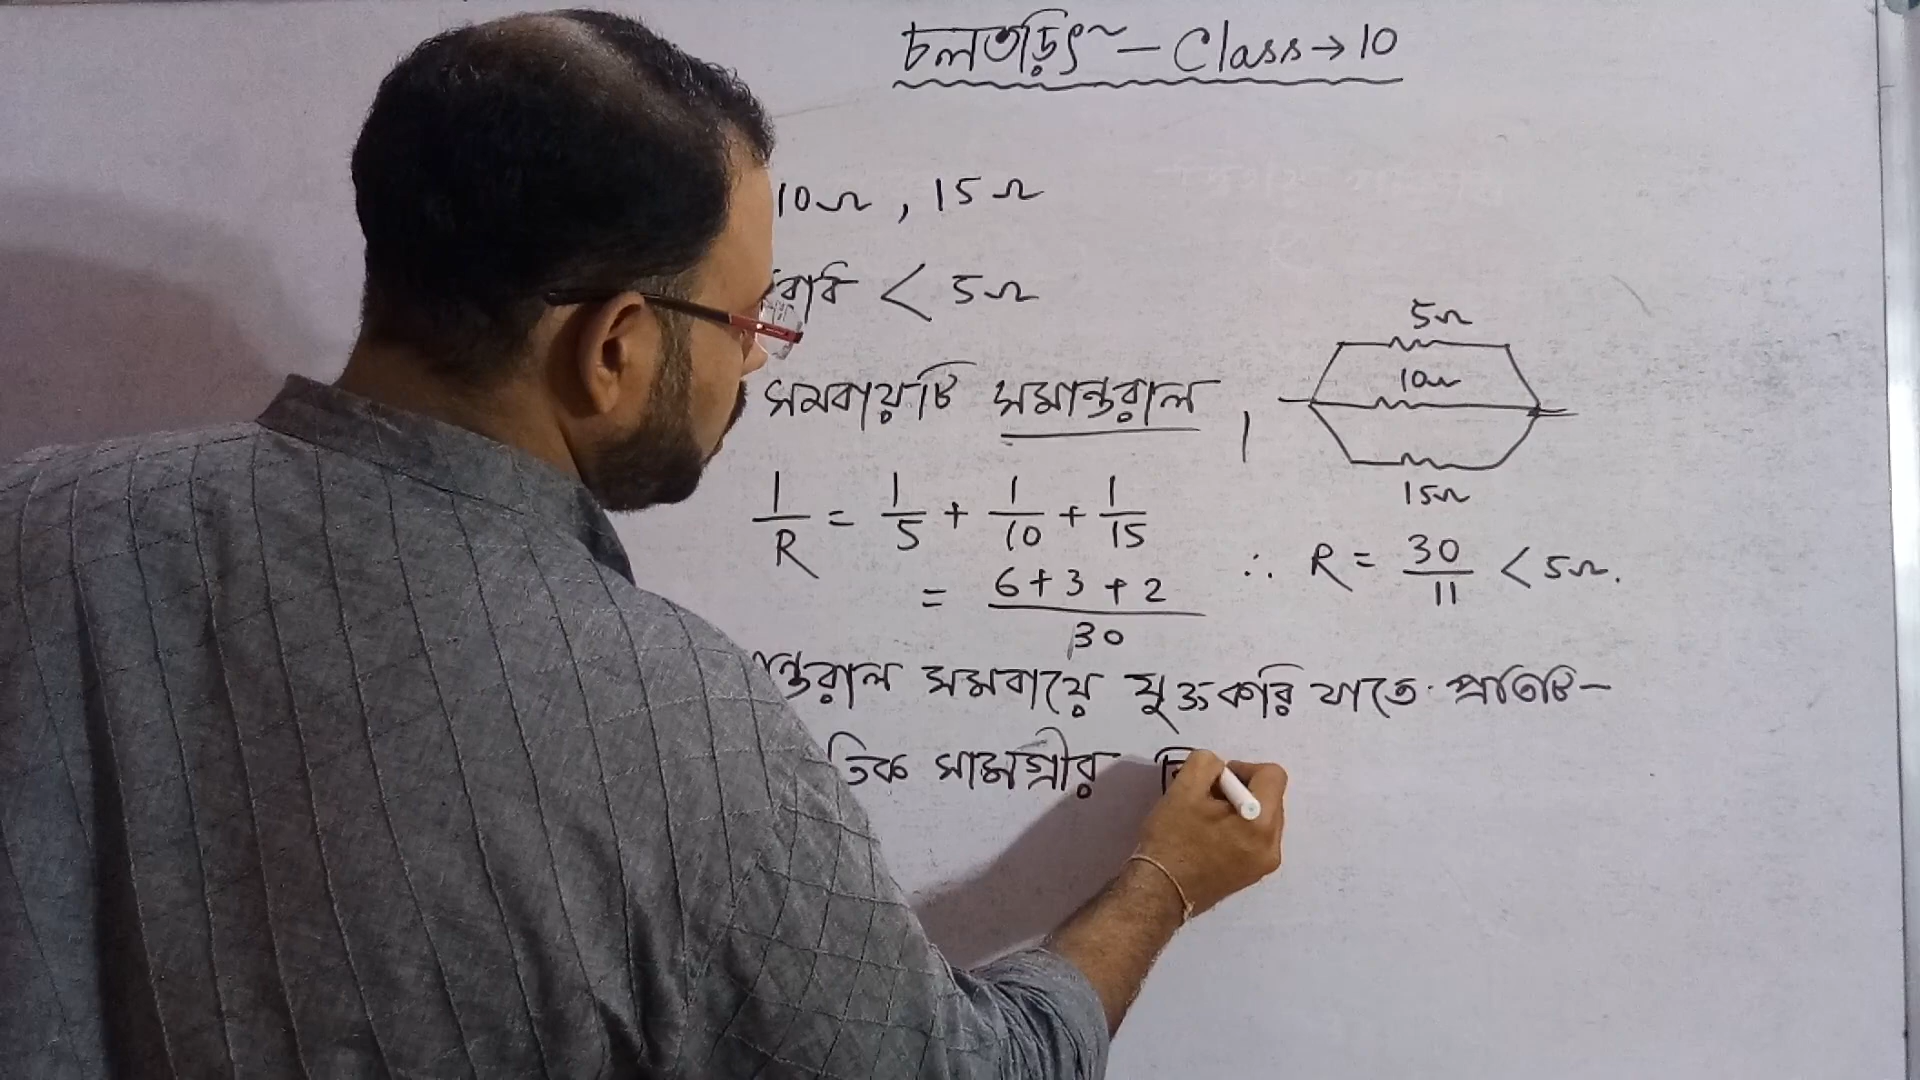 চলতড়িৎ — Class → 10
10Ω , 15Ω
< 5Ω
সমবায়টি সমান্তরাল ,
5Ω
10Ω
15Ω
1/R = 1/5 + 1/10 + 1/15
= (6+3+2)/30
∴ R = 30/11 < 5Ω.
ন্তরাল সমবায়ে যুক্ত করি যাতে প্রতিটি –
তিক সামগ্রীর